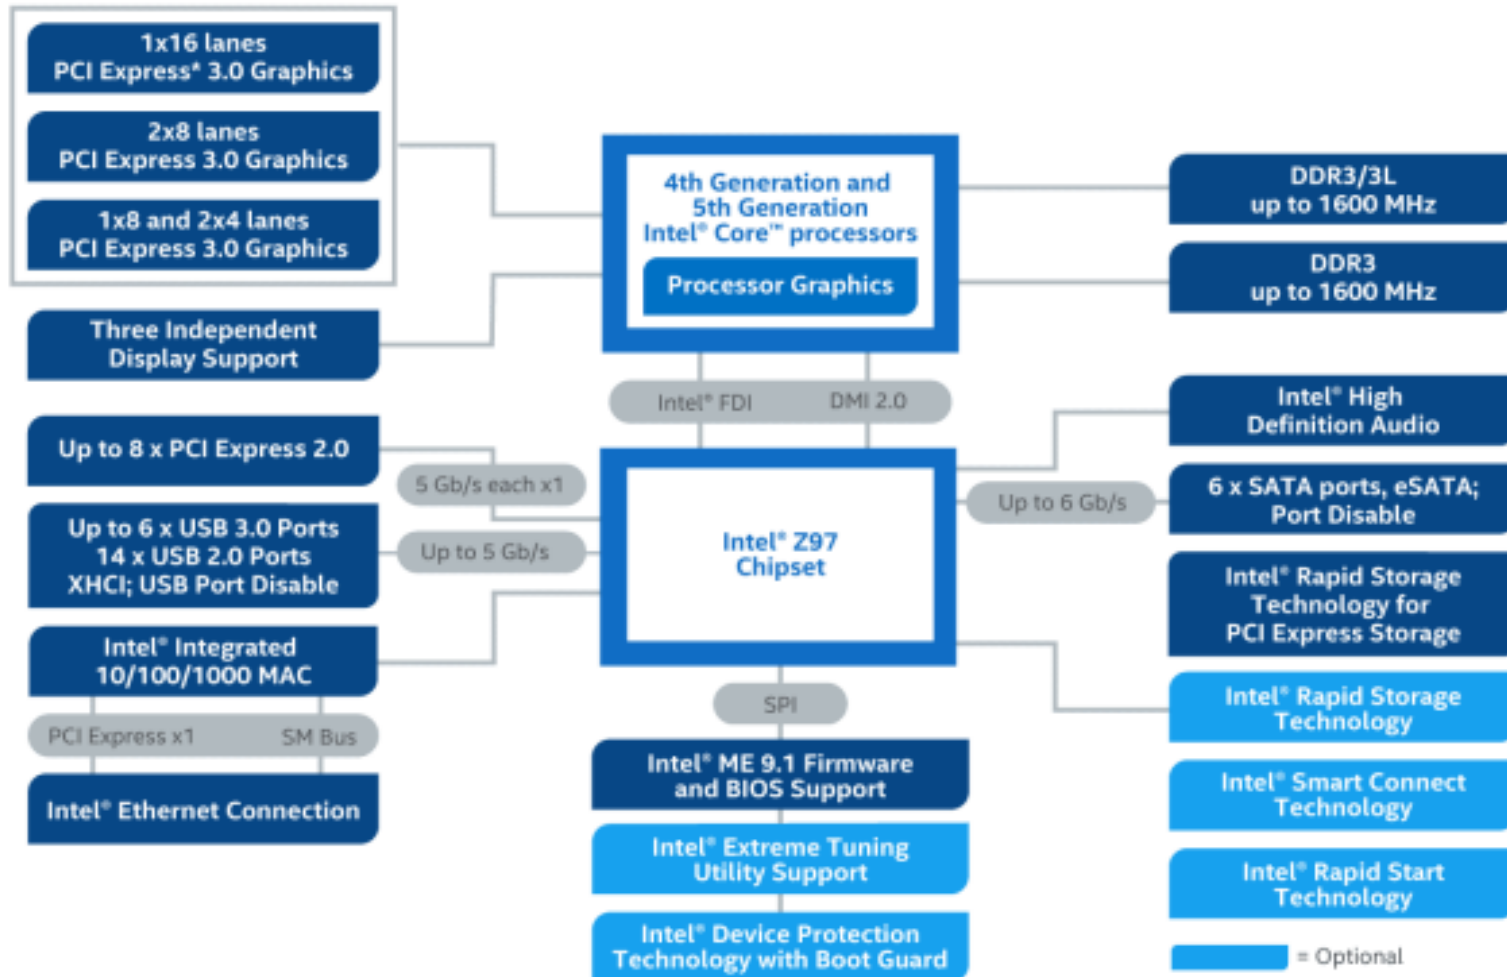 1x16 lanes
PCI Express* 3.0 Graphics
2x8 lanes
PCI Express 3.0 Graphics
1x8 and 2x4 lanes
PCI Express 3.0 Graphics
Three Independent
Display Support
4th Generation and
5th Generation
Intel® Core™ processors
Processor Graphics
DDR3/3L
up to 1600 MHz
DDR3
up to 1600 MHz
Intel® FDI
DMI 2.0
Up to 8 x PCI Express 2.0
5 Gb/s each x1
Up to 6 x USB 3.0 Ports
14 x USB 2.0 Ports
XHCI; USB Port Disable
Up to 5 Gb/s
Intel® Integrated
10/100/1000 MAC
PCI Express x1
SM Bus
Intel® Ethernet Connection
Intel® Z97
Chipset
SPI
Intel® ME 9.1 Firmware
and BIOS Support
Intel® Extreme Tuning
Utility Support
Intel® Device Protection
Technology with Boot Guard
Intel® High
Definition Audio
Up to 6 Gb/s
6 x SATA ports, eSATA;
Port Disable
Intel® Rapid Storage
Technology for
PCI Express Storage
Intel® Rapid Storage
Technology
Intel® Smart Connect
Technology
Intel® Rapid Start
Technology
= Optional